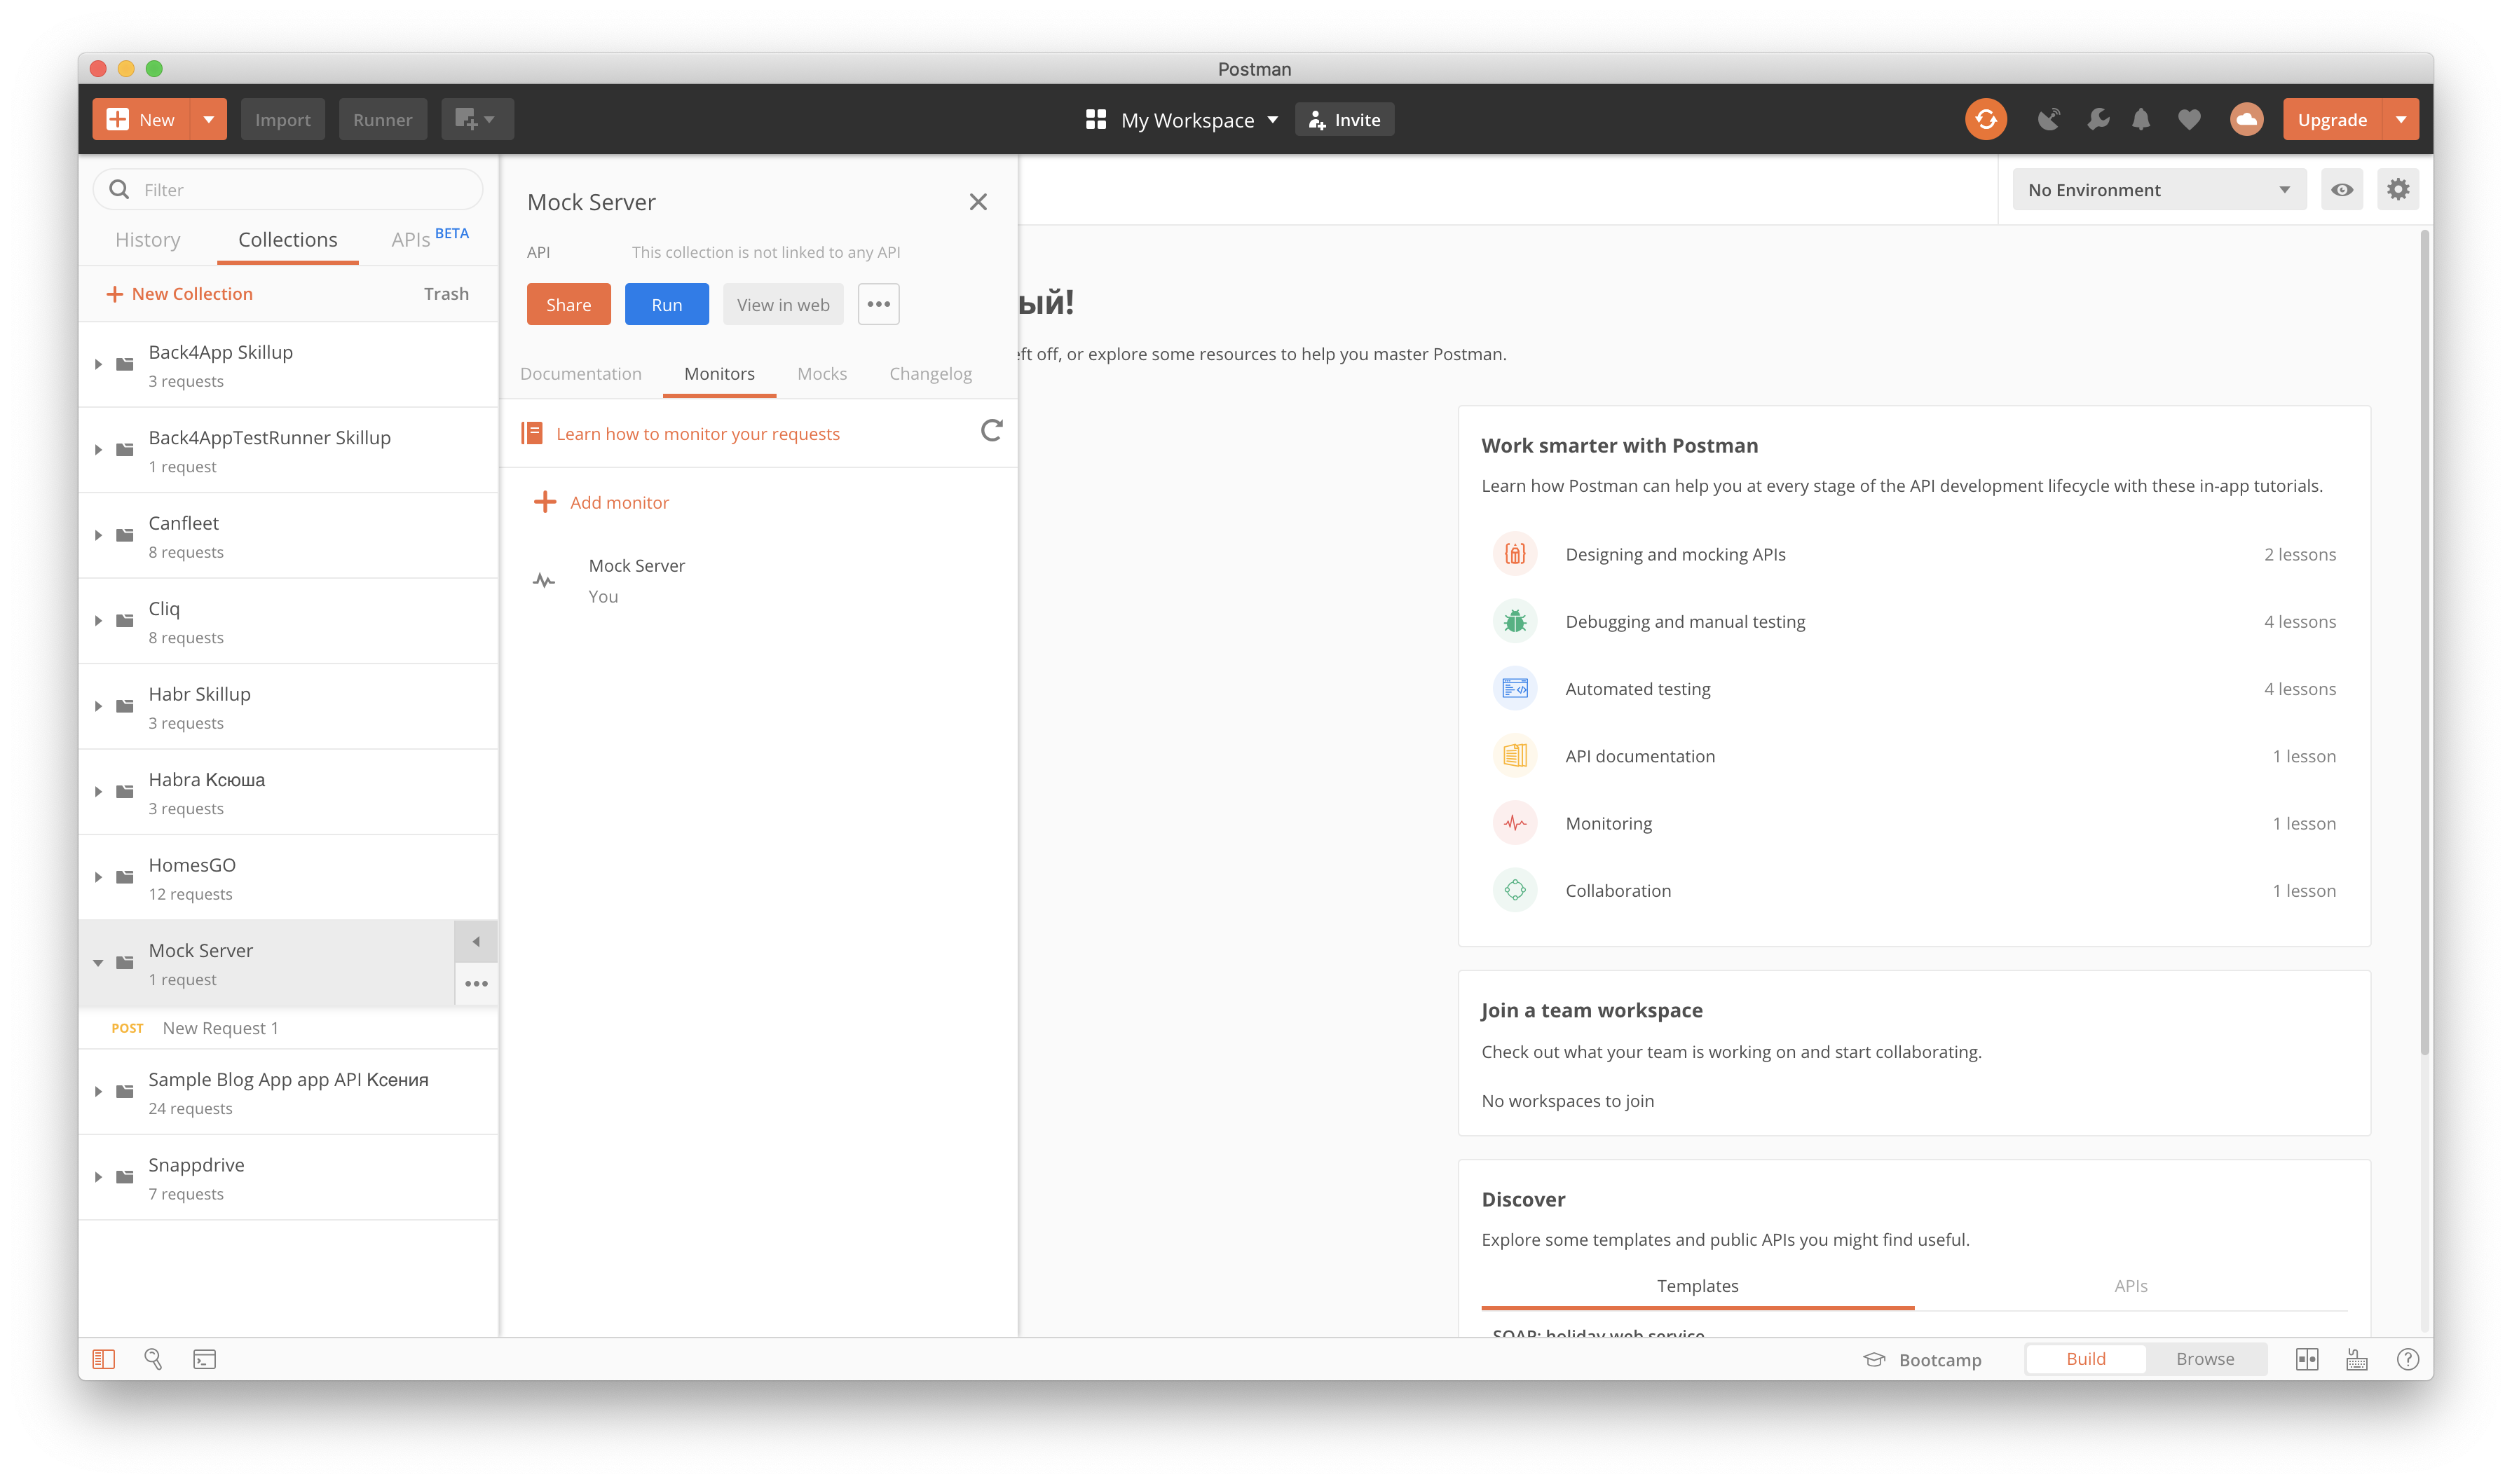 Postman
New
Import
Runner
My Workspace
Invite
Upgrade
Filter
History
Collections
APIs BETA
New Collection
Trash
Back4App Skillup
3 requests
Back4AppTestRunner Skillup
1 request
Canfleet
8 requests
Cliq
8 requests
Habr Skillup
3 requests
Habra Ксюша
3 requests
HomesGO
12 requests
Mock Server
1 request
POST New Request 1
Sample Blog App app API Ксения
24 requests
Snappdrive
7 requests
Mock Server
API This collection is not linked to any API
Share
Run
View in web
Documentation
Monitors
Mocks
Changelog
Learn how to monitor your requests
Add monitor
Mock Server
You
No Environment
ый!
ft off, or explore some resources to help you master Postman.
Work smarter with Postman
Learn how Postman can help you at every stage of the API development lifecycle with these in-app tutorials.
Designing and mocking APIs 2 lessons
Debugging and manual testing 4 lessons
Automated testing 4 lessons
API documentation 1 lesson
Monitoring 1 lesson
Collaboration 1 lesson
Join a team workspace
Check out what your team is working on and start collaborating.
No workspaces to join
Discover
Explore some templates and public APIs you might find useful.
Templates
APIs
SOAP: holiday web service
Bootcamp
Build
Browse